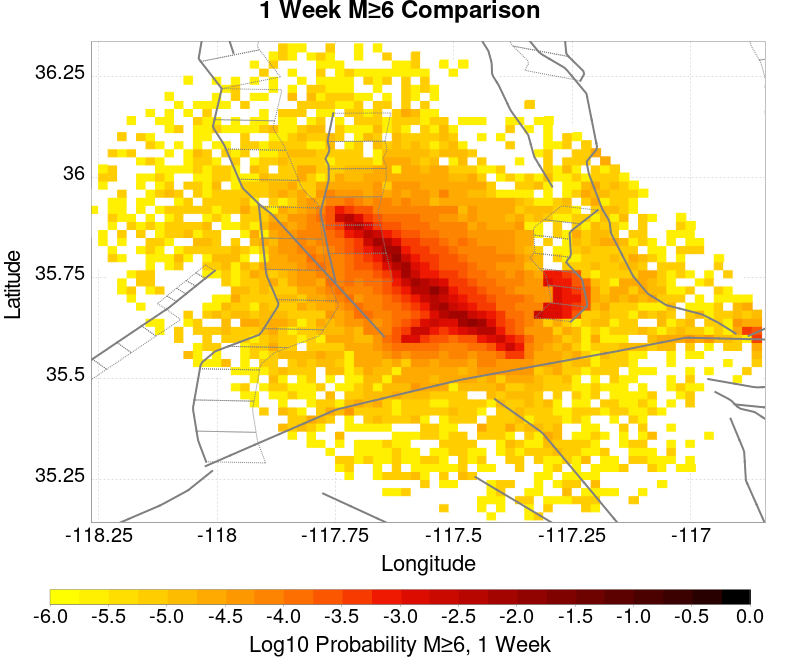 1 Week M≥6 Comparison
36.25
36
35.75
35.5
35.25
Latitude
-118.25 -118 -117.75 -117.5 -117.25 -117
Longitude
-6.0 -5.5 -5.0 -4.5 -4.0 -3.5 -3.0 -2.5 -2.0 -1.5 -1.0 -0.5 0.0
Log10 Probability M≥6, 1 Week